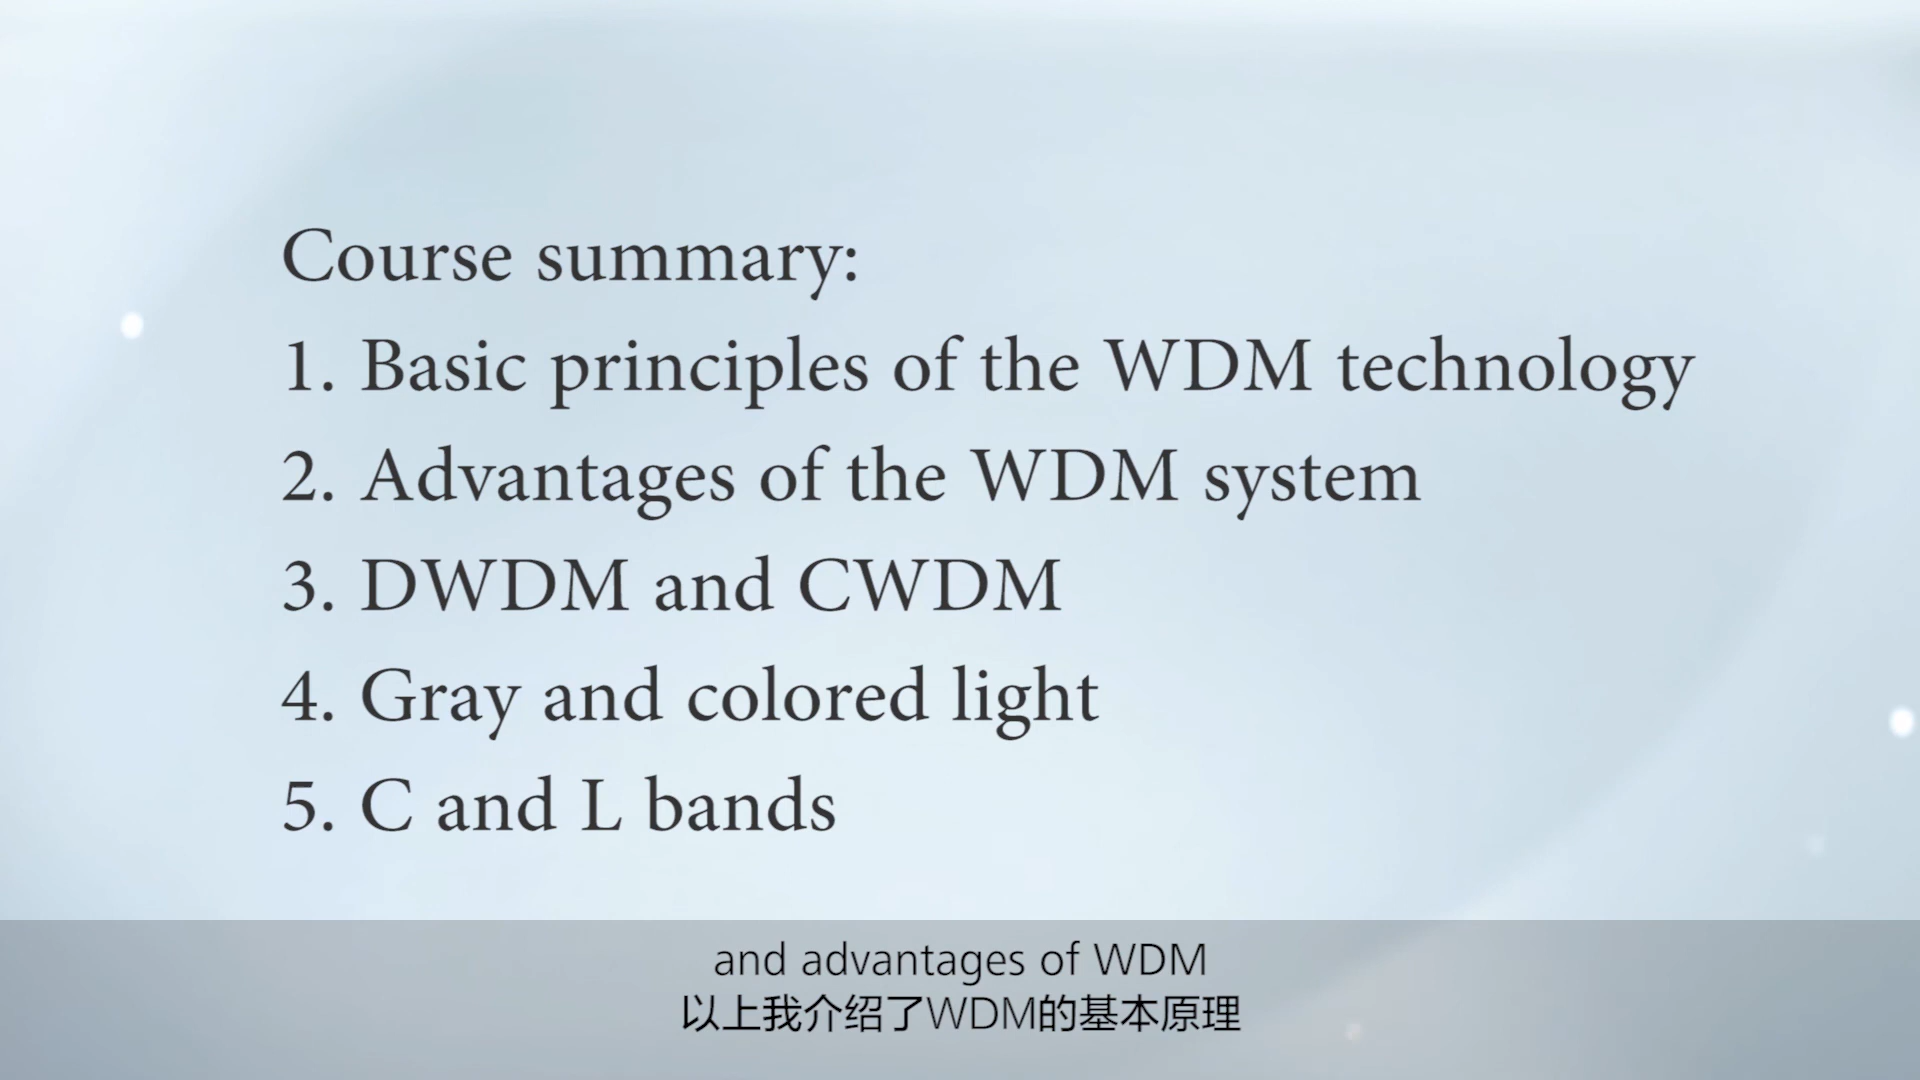 Course summary:
1. Basic principles of the WDM technology
2. Advantages of the WDM system
3. DWDM and CWDM
4. Gray and colored light
5. C and L bands
and advantages of WDM
以上我介绍了WDM的基本原理